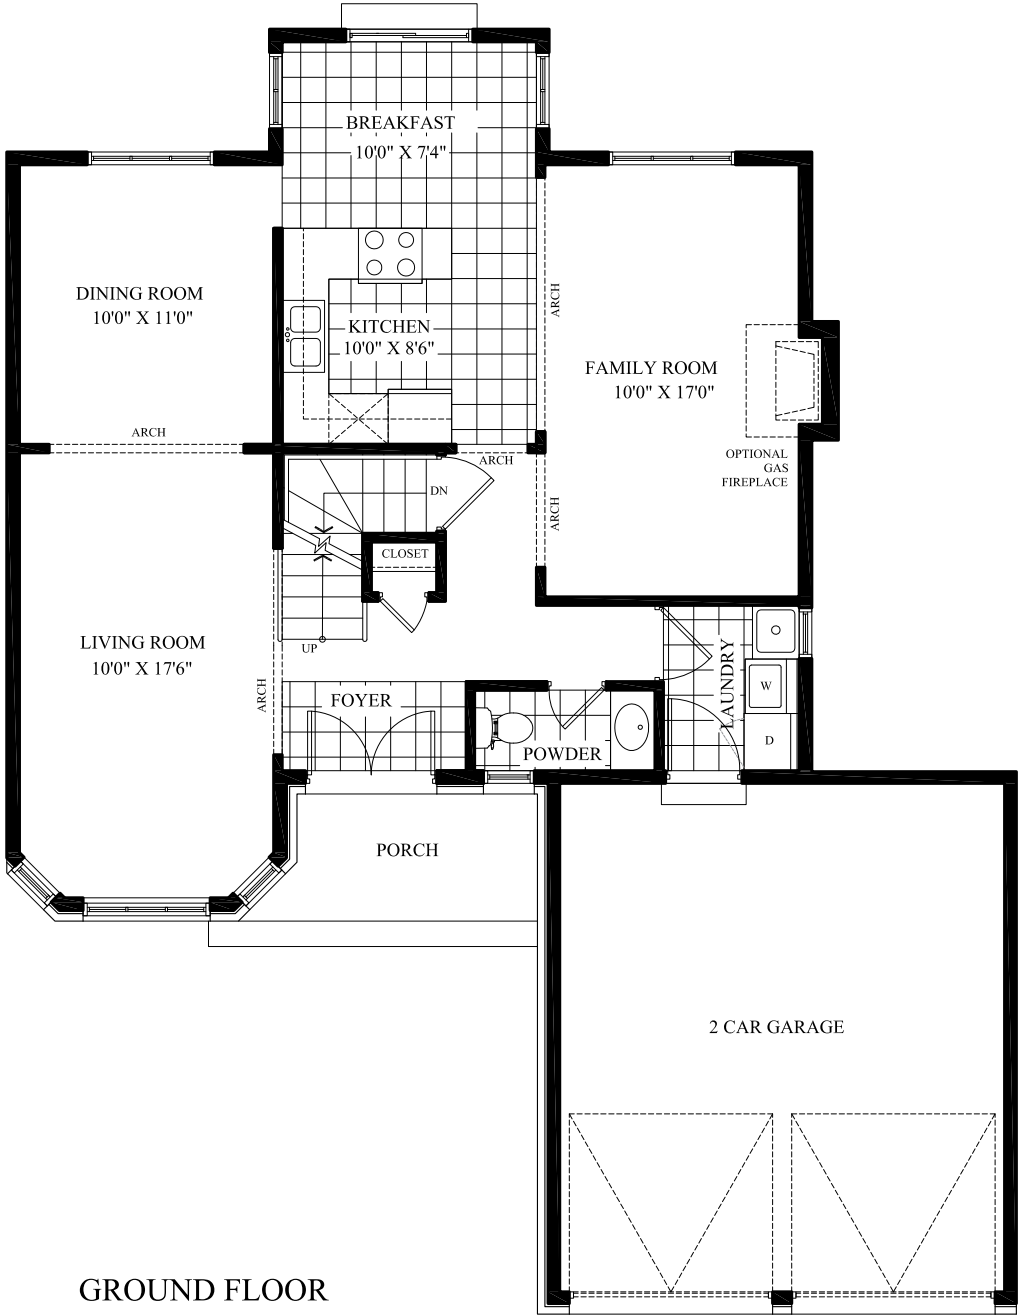 BREAKFAST
10'0" X 7'4"
DINING ROOM
10'0" X 11'0"
ARCH
KITCHEN
10'0" X 8'6"
FAMILY ROOM
10'0" X 17'0"
ARCH
OPTIONAL
GAS
FIREPLACE
ARCH
DN
ARCH
CLOSET
LIVING ROOM
10'0" X 17'6"
UP
ARCH
FOYER
LAUNDRY
W
D
POWDER
PORCH
2 CAR GARAGE
GROUND FLOOR